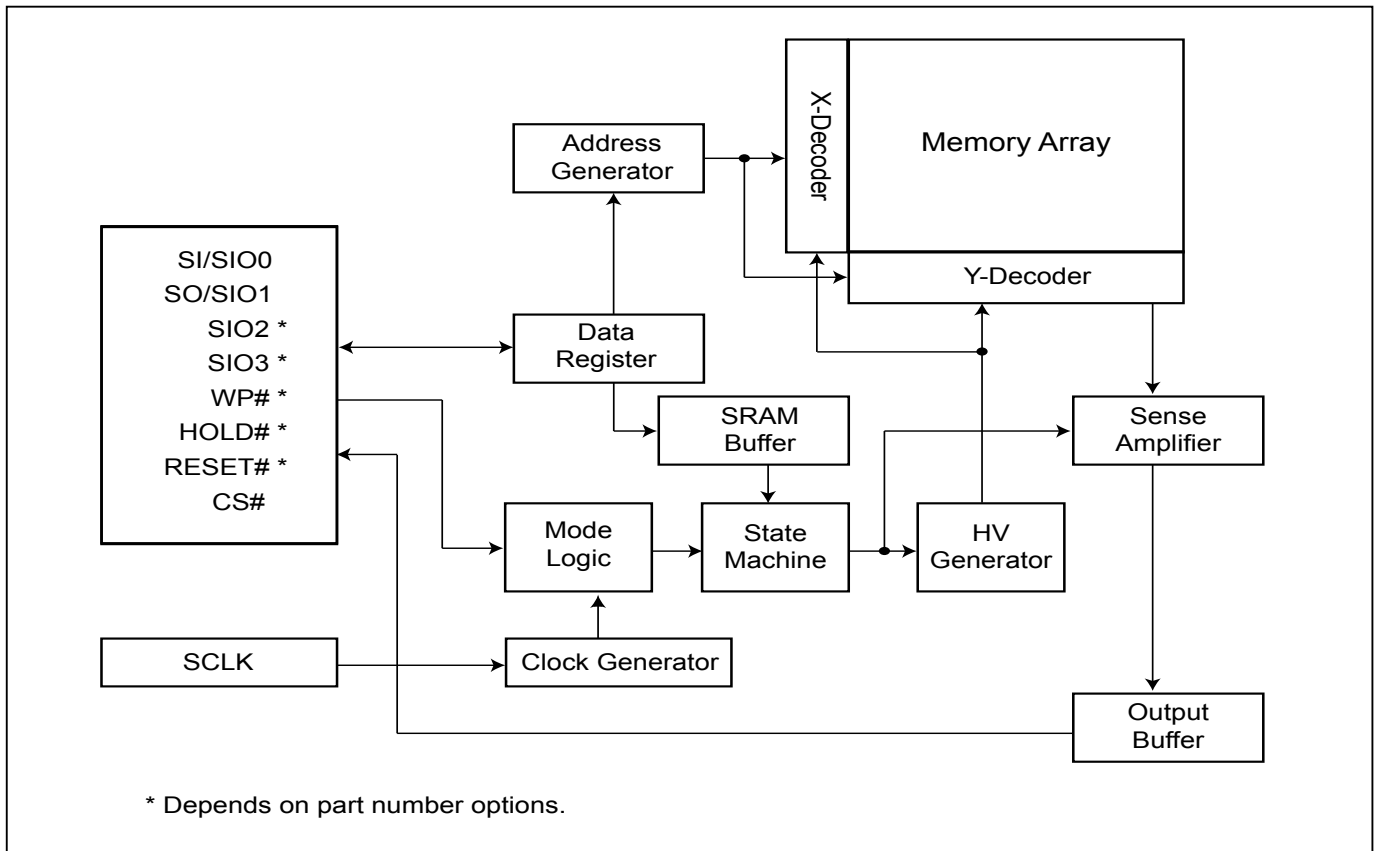 X-Decoder
Memory Array
Address
Generator
Y-Decoder
SI/SIO0
SO/SIO1
SIO2 *
SIO3 *
WP# *
HOLD# *
RESET# *
CS#
Data
Register
SRAM
Buffer
Sense
Amplifier
Mode
Logic
State
Machine
HV
Generator
SCLK
Clock Generator
Output
Buffer
* Depends on part number options.